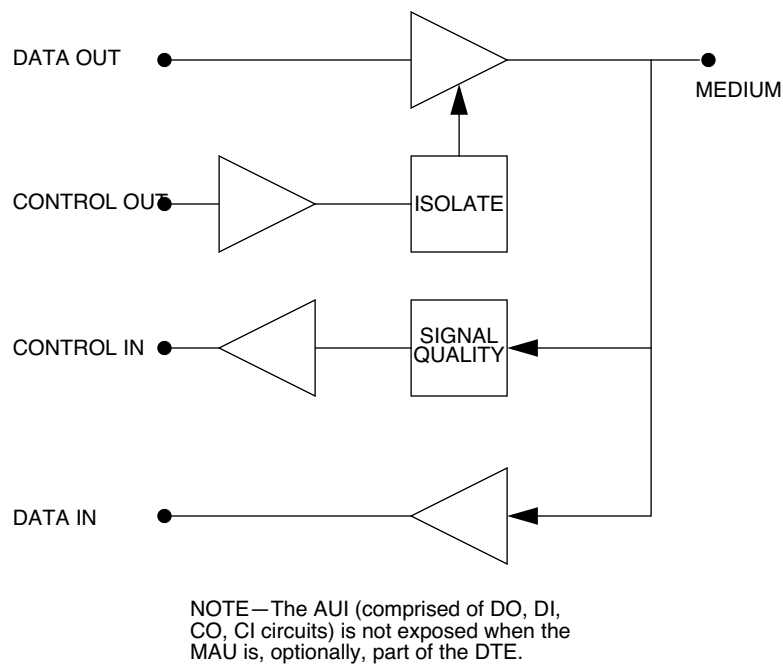 DATA OUT
MEDIUM
CONTROL OUT
ISOLATE
CONTROL IN
SIGNAL
QUALITY
DATA IN
NOTE—The AUI (comprised of DO, DI,
CO, CI circuits) is not exposed when the
MAU is, optionally, part of the DTE.